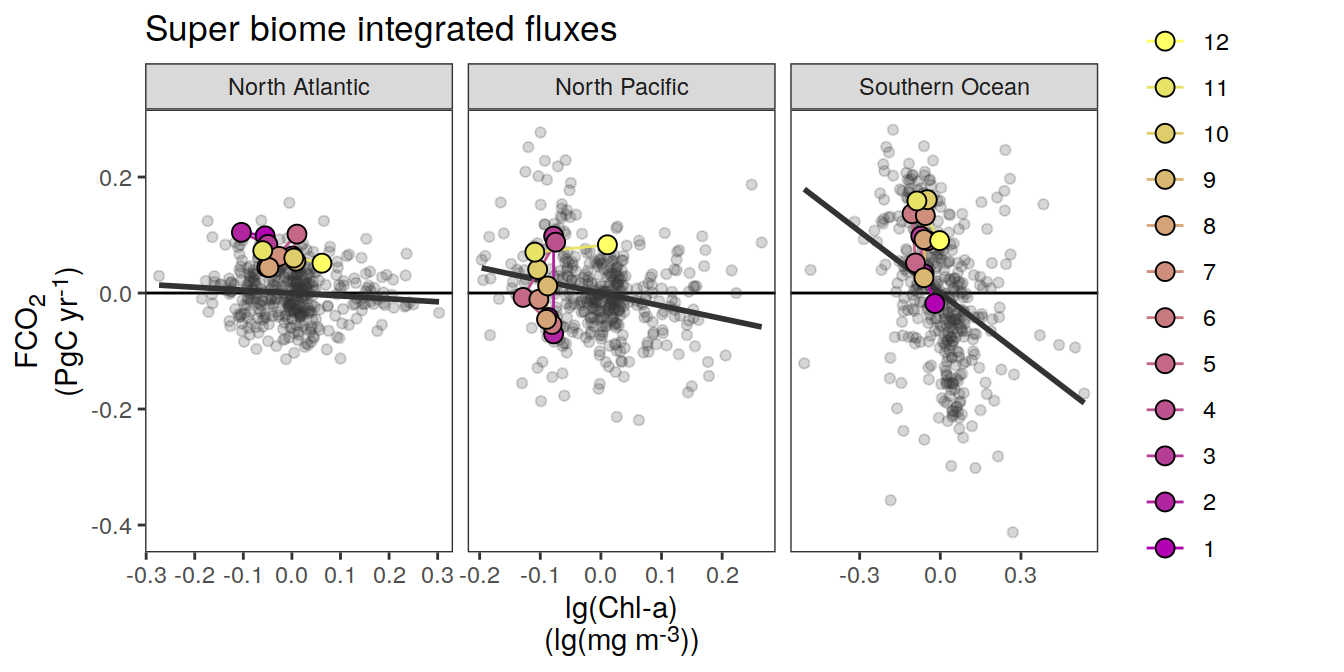 Super biome integrated fluxes
North Atlantic
North Pacific
Southern Ocean
FCO₂
(PgC yr⁻¹)
0.2
0.0
-0.2
-0.4
-0.3 -0.2 -0.1 0.0 0.1 0.2 0.3
-0.2 -0.1 0.0 0.1 0.2
-0.3 0.0 0.3
lg(Chl-a)
(lg(mg m⁻³))
12
11
10
9
8
7
6
5
4
3
2
1